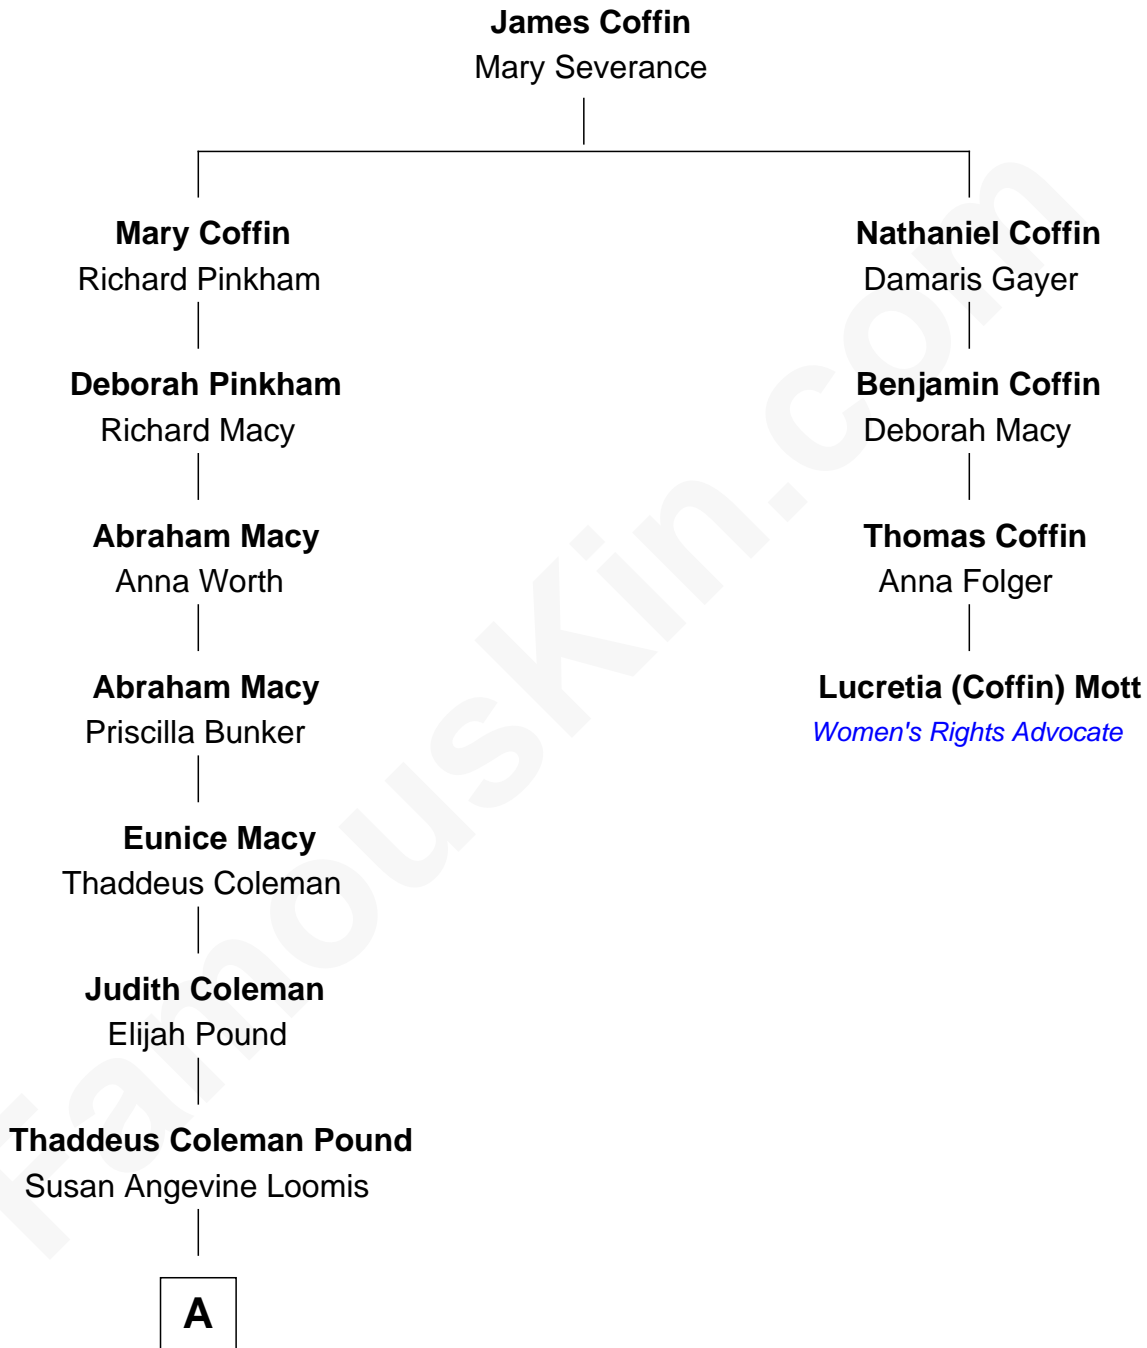 James Coffin
Mary Severance
Mary Coffin
Richard Pinkham
Deborah Pinkham
Richard Macy
Abraham Macy
Anna Worth
Abraham Macy
Priscilla Bunker
Eunice Macy
Thaddeus Coleman
Judith Coleman
Elijah Pound
Thaddeus Coleman Pound
Susan Angevine Loomis
A
Nathaniel Coffin
Damaris Gayer
Benjamin Coffin
Deborah Macy
Thomas Coffin
Anna Folger
Lucretia (Coffin) Mott
Women's Rights Advocate
FamousKin.com